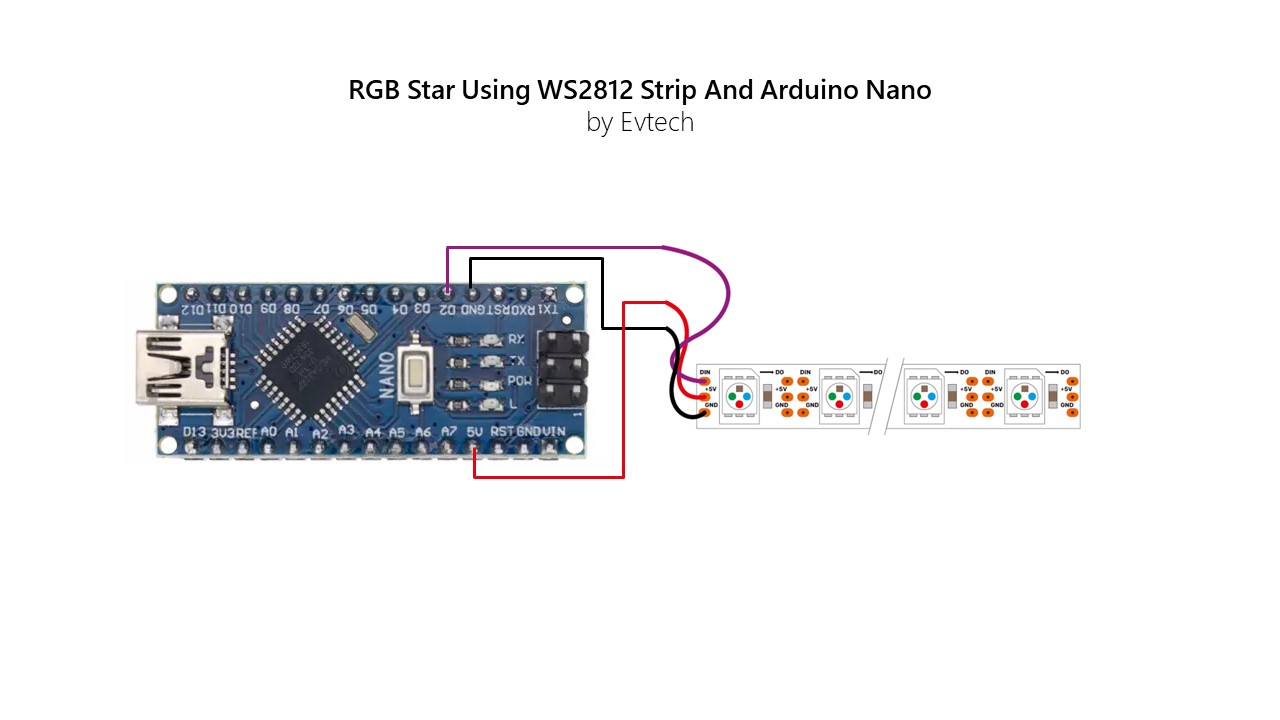 RGB Star Using WS2812 Strip And Arduino Nano
by Evtech
D12 D11 D10 D9 D8 D7 D6 D5 D4 D3 D2 GND RST RX0 TX1
RX
TX
POW
L
NANO
1
D13 3V3 REF A0 A1 A2 A3 A4 A5 A6 A7 5V RST GND VIN
DIN DO DIN DO DO DIN DO
+5V +5V +5V
GND GND GND GND